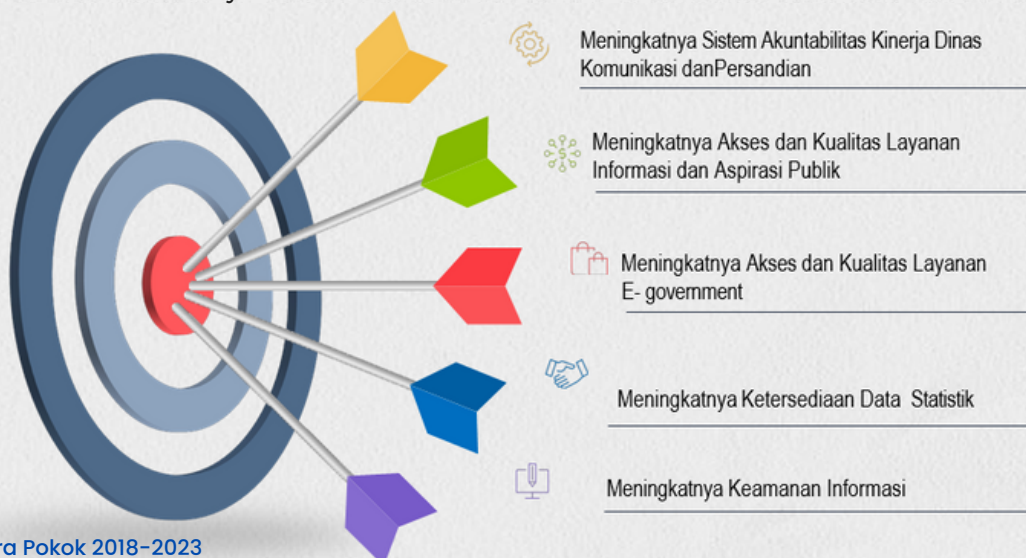 Meningkatnya Sistem Akuntabilitas Kinerja Dinas
Komunikasi danPersandian
Meningkatnya Akses dan Kualitas Layanan
Informasi dan Aspirasi Publik
Meningkatnya Akses dan Kualitas Layanan
E- government
Meningkatnya Ketersediaan Data Statistik
Meningkatnya Keamanan Informasi
Pokok 2018-2023